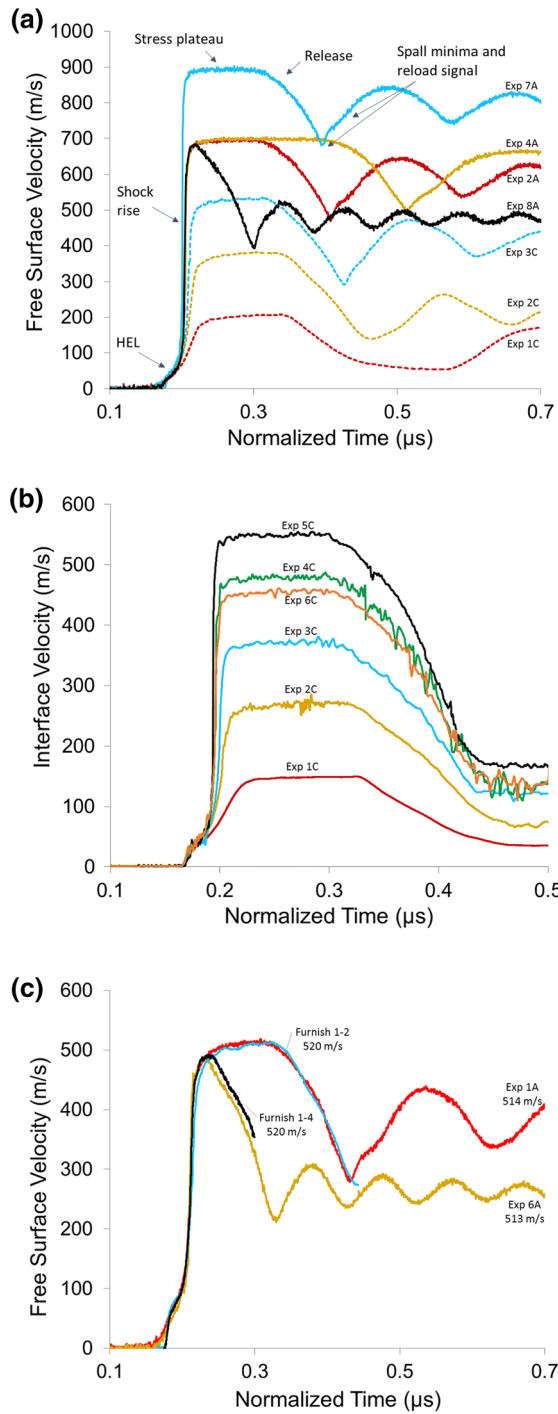 (a)
1000
900
800
700
600
500
400
300
200
100
0
Free Surface Velocity (m/s)
Stress plateau
Release
Spall minima and
reload signal
Shock
rise
HEL
Exp 7A
Exp 4A
Exp 2A
Exp 8A
Exp 3C
Exp 2C
Exp 1C
0.1
0.3
0.5
0.7
Normalized Time (µs)
(b)
600
500
400
300
200
100
0
Interface Velocity (m/s)
Exp 5C
Exp 4C
Exp 6C
Exp 3C
Exp 2C
Exp 1C
0.1
0.2
0.3
0.4
0.5
Normalized Time (µs)
(c)
600
500
400
300
200
100
0
Free Surface Velocity (m/s)
Furnish 1-2
520 m/s
Furnish 1-4
520 m/s
Exp 1A
514 m/s
Exp 6A
513 m/s
0.1
0.3
0.5
0.7
Normalized Time (µs)